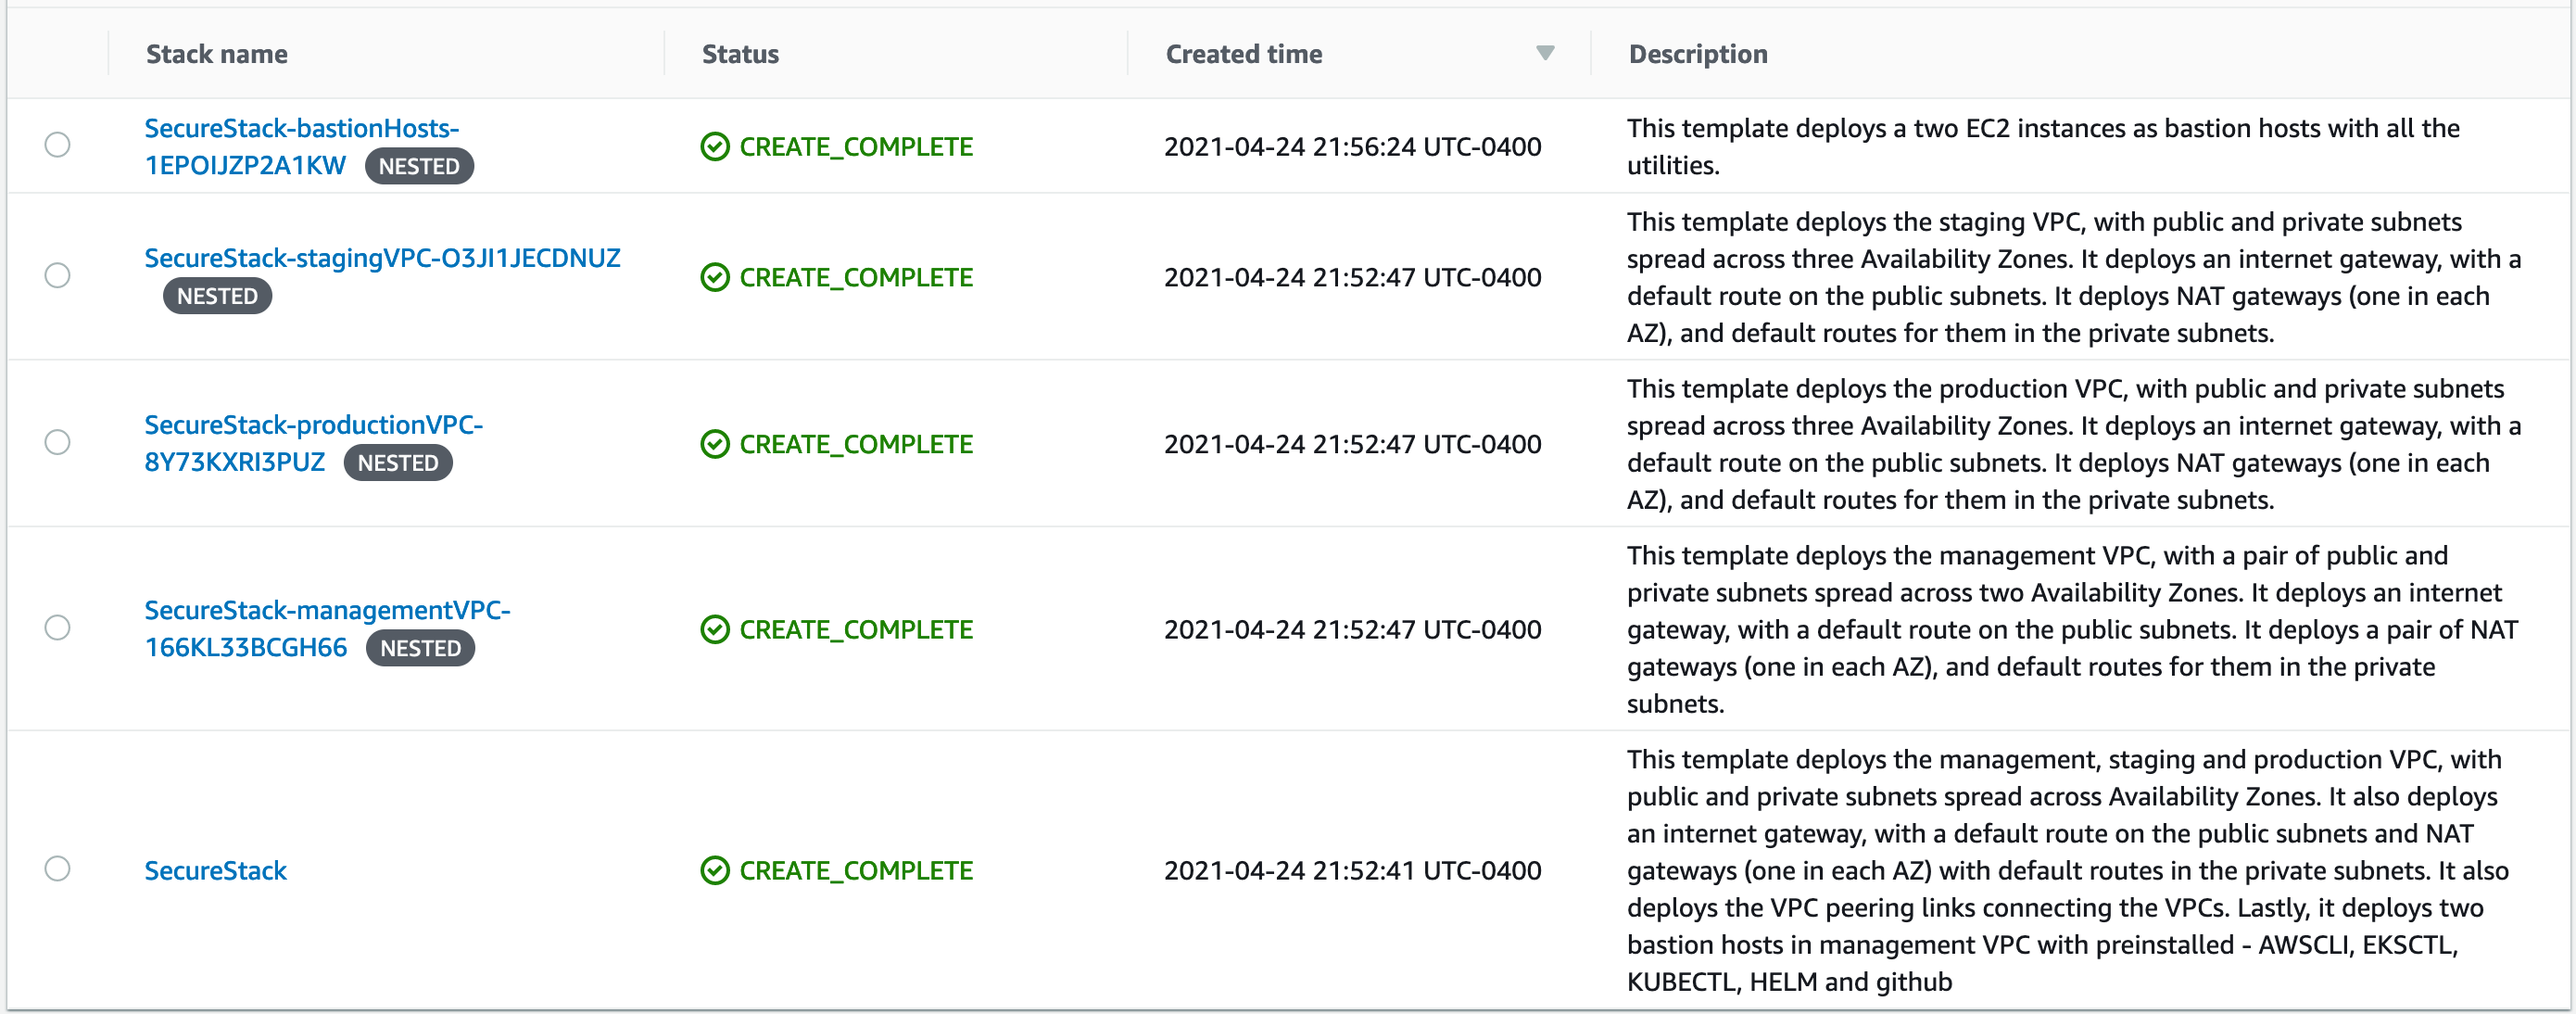 Stack name Status Created time Description
SecureStack-bastionHosts-
1EPOIJZP2A1KW NESTED
CREATE_COMPLETE
2021-04-24 21:56:24 UTC-0400
This template deploys a two EC2 instances as bastion hosts with all the
utilities.
SecureStack-stagingVPC-O3JI1JECDNUZ
NESTED
CREATE_COMPLETE
2021-04-24 21:52:47 UTC-0400
This template deploys the staging VPC, with public and private subnets
spread across three Availability Zones. It deploys an internet gateway, with a
default route on the public subnets. It deploys NAT gateways (one in each
AZ), and default routes for them in the private subnets.
SecureStack-productionVPC-
8Y73KXRI3PUZ NESTED
CREATE_COMPLETE
2021-04-24 21:52:47 UTC-0400
This template deploys the production VPC, with public and private subnets
spread across three Availability Zones. It deploys an internet gateway, with a
default route on the public subnets. It deploys NAT gateways (one in each
AZ), and default routes for them in the private subnets.
SecureStack-managementVPC-
166KL33BCGH66 NESTED
CREATE_COMPLETE
2021-04-24 21:52:47 UTC-0400
This template deploys the management VPC, with a pair of public and
private subnets spread across two Availability Zones. It deploys an internet
gateway, with a default route on the public subnets. It deploys a pair of NAT
gateways (one in each AZ), and default routes for them in the private
subnets.
SecureStack
CREATE_COMPLETE
2021-04-24 21:52:41 UTC-0400
This template deploys the management, staging and production VPC, with
public and private subnets spread across Availability Zones. It also deploys
an internet gateway, with a default route on the public subnets and NAT
gateways (one in each AZ) with default routes in the private subnets. It also
deploys the VPC peering links connecting the VPCs. Lastly, it deploys two
bastion hosts in management VPC with preinstalled - AWSCLI, EKSCTL,
KUBECTL, HELM and github